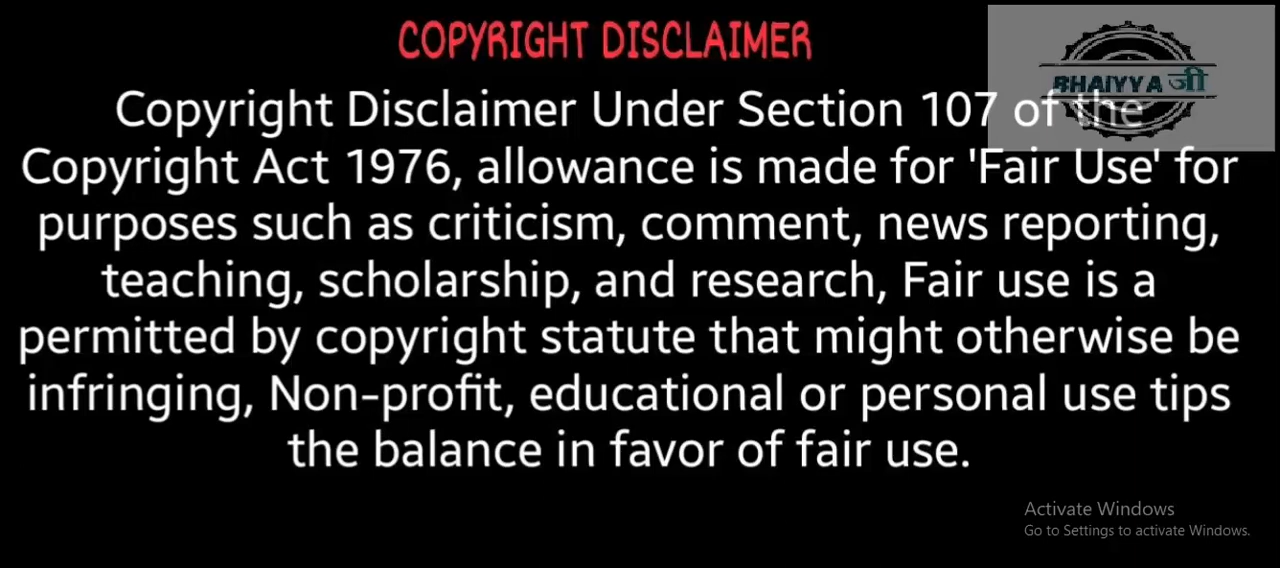 COPYRIGHT DISCLAIMER
BHAIYYA जी
Copyright Disclaimer Under Section 107 of the
Copyright Act 1976, allowance is made for 'Fair Use' for
purposes such as criticism, comment, news reporting,
teaching, scholarship, and research, Fair use is a
permitted by copyright statute that might otherwise be
infringing, Non-profit, educational or personal use tips
the balance in favor of fair use.
Activate Windows
Go to Settings to activate Windows.